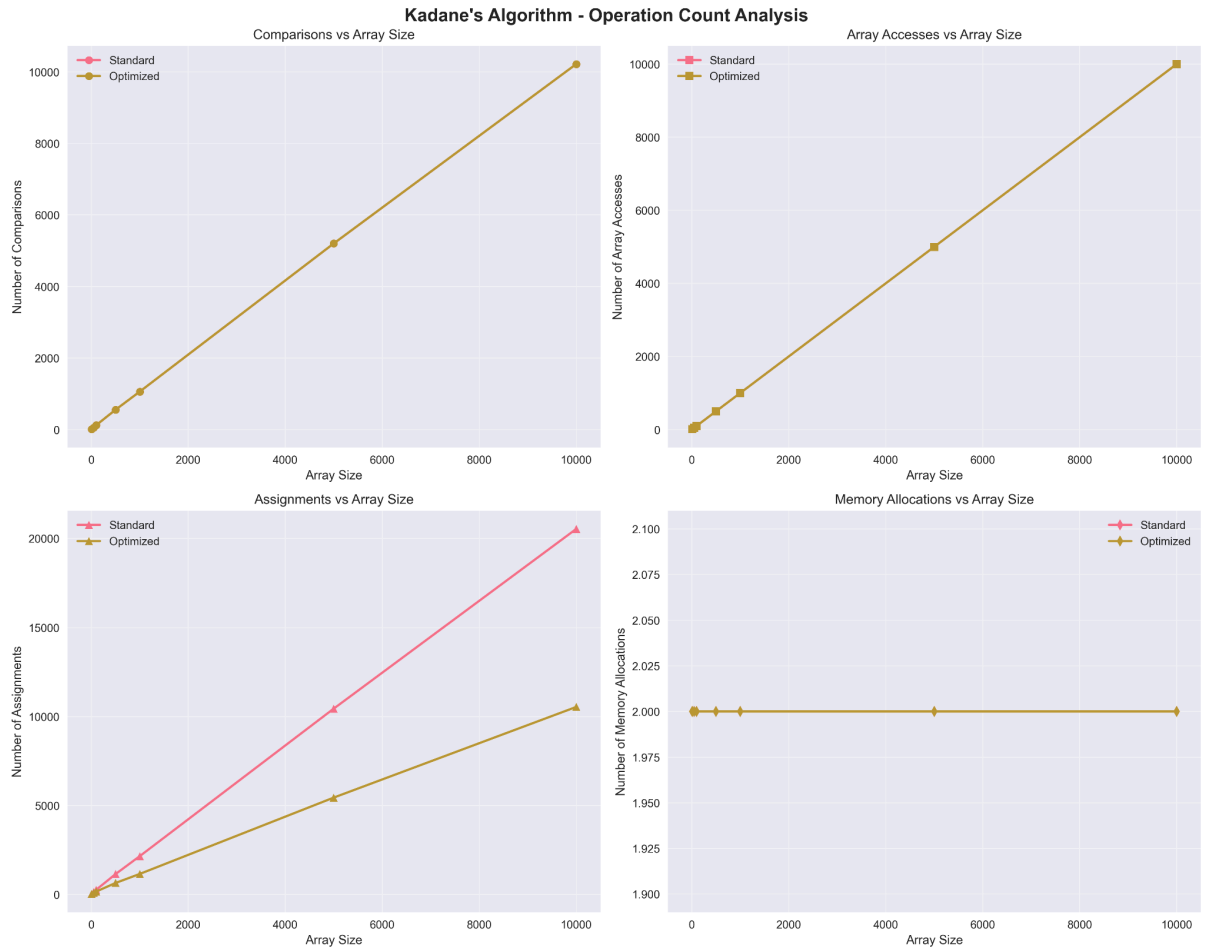 Kadane's Algorithm - Operation Count Analysis
Comparisons vs Array Size
Standard
Optimized
Number of Comparisons
10000
8000
6000
4000
2000
0
0 2000 4000 6000 8000 10000
Array Size
Array Accesses vs Array Size
Standard
Optimized
Number of Array Accesses
10000
8000
6000
4000
2000
0
0 2000 4000 6000 8000 10000
Array Size
Assignments vs Array Size
Standard
Optimized
Number of Assignments
20000
15000
10000
5000
0
0 2000 4000 6000 8000 10000
Array Size
Memory Allocations vs Array Size
Standard
Optimized
Number of Memory Allocations
2.100
2.075
2.050
2.025
2.000
1.975
1.950
1.925
1.900
0 2000 4000 6000 8000 10000
Array Size